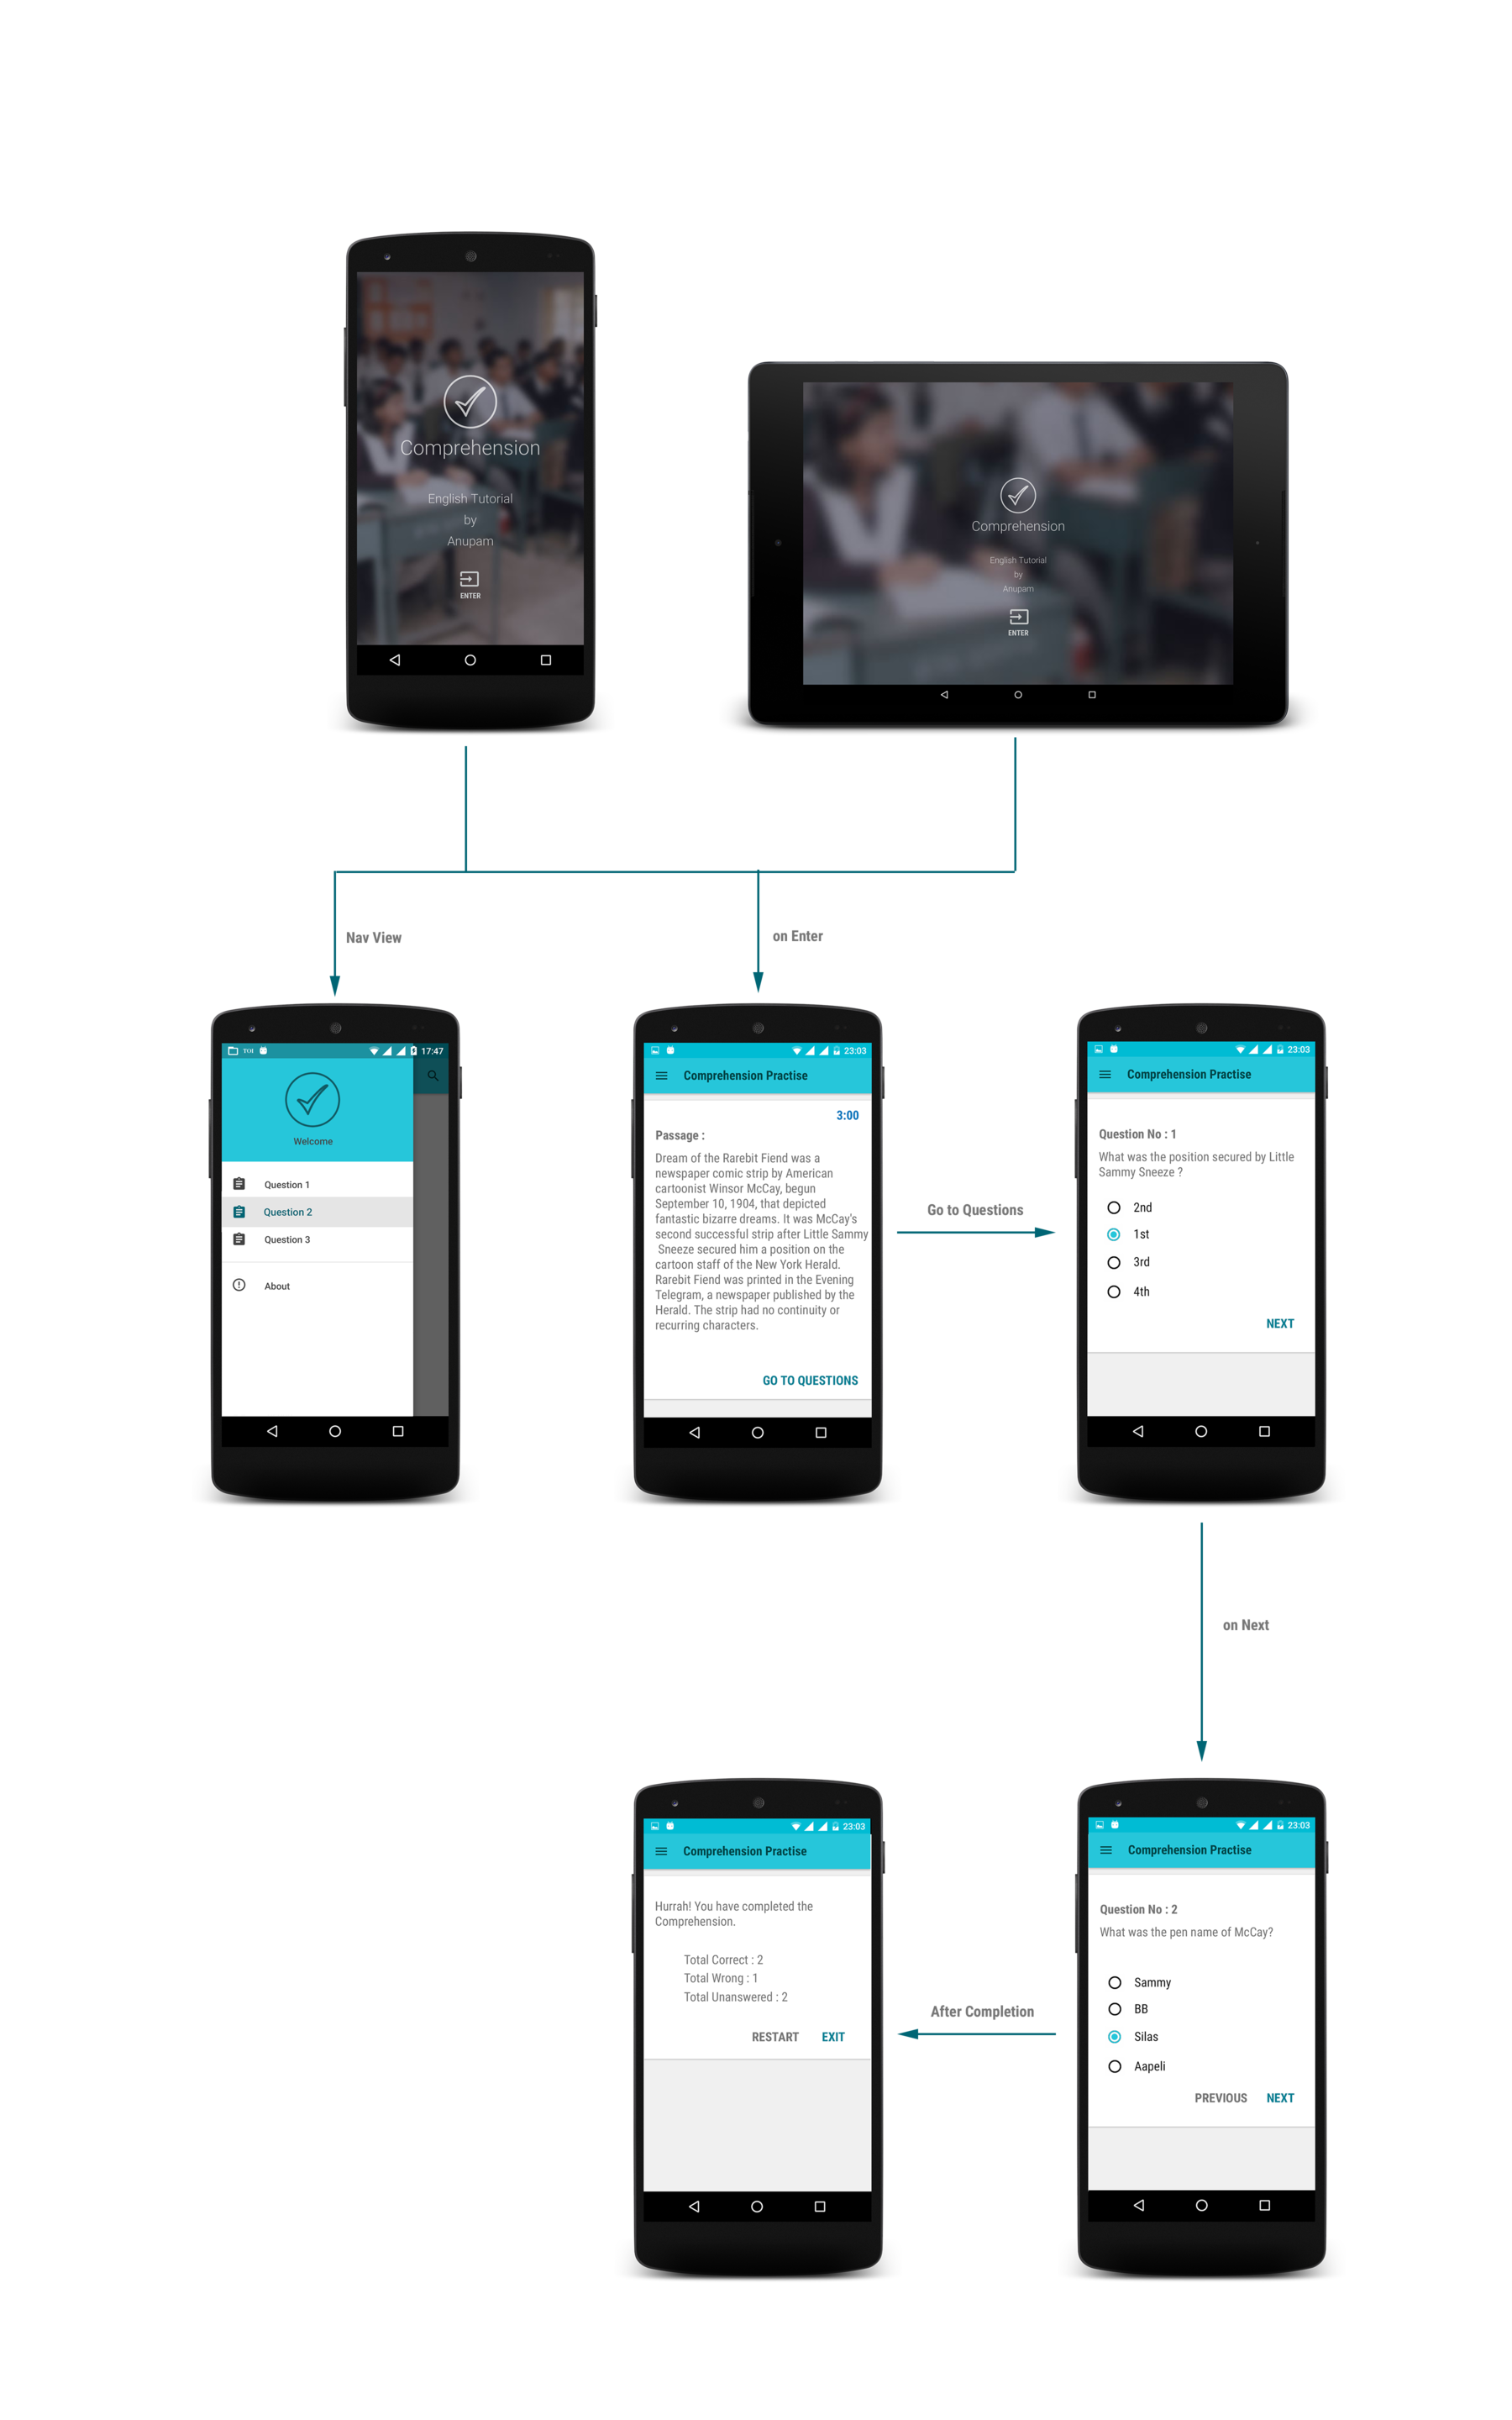 Comprehension
English Tutorial
by
Anupam
ENTER
Comprehension
English Tutorial
by
Anupam
ENTER
Nav View
on Enter
TOI
17:47
Welcome
Question 1
Question 2
Question 3
About
23:03
Comprehension Practise
3:00
Passage :
Dream of the Rarebit Fiend was a
newspaper comic strip by American
cartoonist Winsor McCay, begun
September 10, 1904, that depicted
fantastic bizarre dreams. It was McCay's
second successful strip after Little Sammy
Sneeze secured him a position on the
cartoon staff of the New York Herald.
Rarebit Fiend was printed in the Evening
Telegram, a newspaper published by the
Herald. The strip had no continuity or
recurring characters.
GO TO QUESTIONS
Go to Questions
23:03
Comprehension Practise
Question No : 1
What was the position secured by Little
Sammy Sneeze ?
2nd
1st
3rd
4th
NEXT
on Next
23:03
Comprehension Practise
Question No : 2
What was the pen name of McCay?
Sammy
BB
Silas
Aapeli
PREVIOUS NEXT
After Completion
23:03
Comprehension Practise
Hurrah! You have completed the
Comprehension.
Total Correct : 2
Total Wrong : 1
Total Unanswered : 2
RESTART EXIT